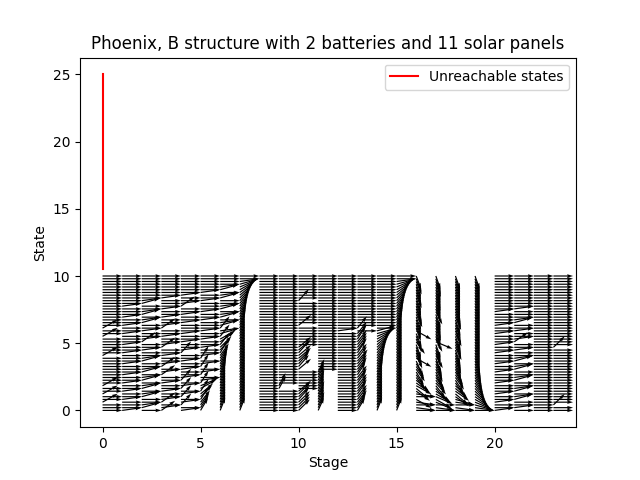 Phoenix, B structure with 2 batteries and 11 solar panels
Unreachable states
25
20
15
10
5
0
State
0 5 10 15 20
Stage